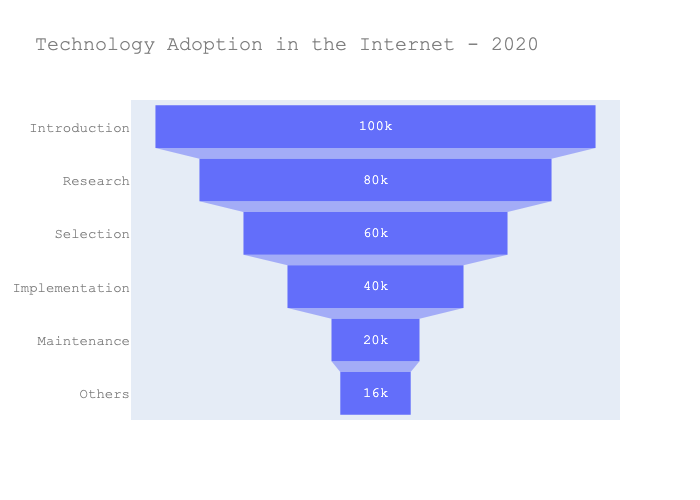 Technology Adoption in the Internet - 2020
Introduction 100k
Research 80k
Selection 60k
Implementation 40k
Maintenance 20k
Others 16k